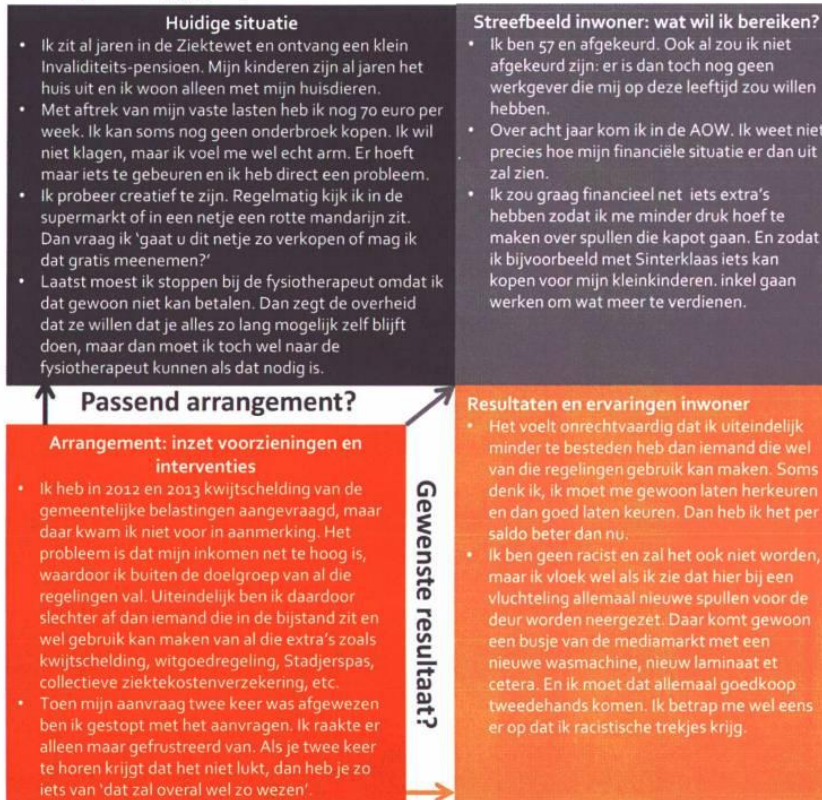 Huidige situatie
• Ik zit al jaren in de Ziektewet en ontvang een klein
Invaliditeits-pensioen. Mijn kinderen zijn al jaren het
huis uit en ik woon alleen met mijn huisdieren.
• Met aftrek van mijn vaste lasten heb ik nog 70 euro per
week. Ik kan soms nog geen onderbroek kopen. Ik wil
niet klagen, maar ik voel me wel echt arm. Er hoeft
maar iets te gebeuren en ik heb direct een probleem.
• Ik probeer creatief te zijn. Regelmatig kijk ik in de
supermarkt of in een netje een rotte mandarijn zit.
Dan vraag ik ‘gaat u dit netje zo verkopen of mag ik
dat gratis meenemen?’
• Laatst moest ik stoppen bij de fysiotherapeut omdat ik
dat gewoon niet kan betalen. Dan zegt de overheid
dat ze willen dat je alles zo lang mogelijk zelf blijft
doen, maar dan moet ik toch wel naar de
fysiotherapeut kunnen als dat nodig is.
Streefbeeld inwoner: wat wil ik bereiken?
• Ik ben 57 en afgekeurd. Ook al zou ik niet
afgekeurd zijn: er is dan toch nog geen
werkgever die mij op deze leeftijd zou willen
hebben.
• Over acht jaar kom ik in de AOW. Ik weet niet
precies hoe mijn financiële situatie er dan uit
zal zien.
• Ik zou graag financieel net iets extra’s
hebben zodat ik me minder druk hoef te
maken over spullen die kapot gaan. En zodat
ik bijvoorbeeld met Sinterklaas iets kan
kopen voor mijn kleinkinderen. inkel gaan
werken om wat meer te verdienen.
Passend arrangement?
Arrangement: inzet voorzieningen en
interventies
• Ik heb in 2012 en 2013 kwijtschelding van de
gemeentelijke belastingen aangevraagd, maar
daar kwam ik niet voor in aanmerking. Het
probleem is dat mijn inkomen net te hoog is,
waardoor ik buiten de doelgroep van al die
regelingen val. Uiteindelijk ben ik daardoor
slechter af dan iemand die in de bijstand zit en
wel gebruik kan maken van al die extra’s zoals
kwijtschelding, witgoedregeling, Stadjerspas,
collectieve ziektekostenverzekering, etc.
• Toen mijn aanvraag twee keer was afgewezen
ben ik gestopt met het aanvragen. Ik raakte er
alleen maar gefrustreerd van. Als je twee keer
te horen krijgt dat het niet lukt, dan heb je zo
iets van ‘dat zal overal wel zo wezen’.
Gewenste resultaat?
Resultaten en ervaringen inwoner
• Het voelt onrechtvaardig dat ik uiteindelijk
minder te besteden heb dan iemand die wel
van die regelingen gebruik kan maken. Soms
denk ik, ik moet me gewoon laten herkeuren
en dan goed laten keuren. Dan heb ik het per
saldo beter dan nu.
• Ik ben geen racist en zal het ook niet worden,
maar ik vloek wel als ik zie dat hier bij een
vluchteling allemaal nieuwe spullen voor de
deur worden neergezet. Daar komt gewoon
een busje van de mediamarkt met een
nieuwe wasmachine, nieuw laminaat et
cetera. En ik moet dat allemaal goedkoop
tweedehands komen. Ik betrap me wel eens
er op dat ik racistische trekjes krijg.